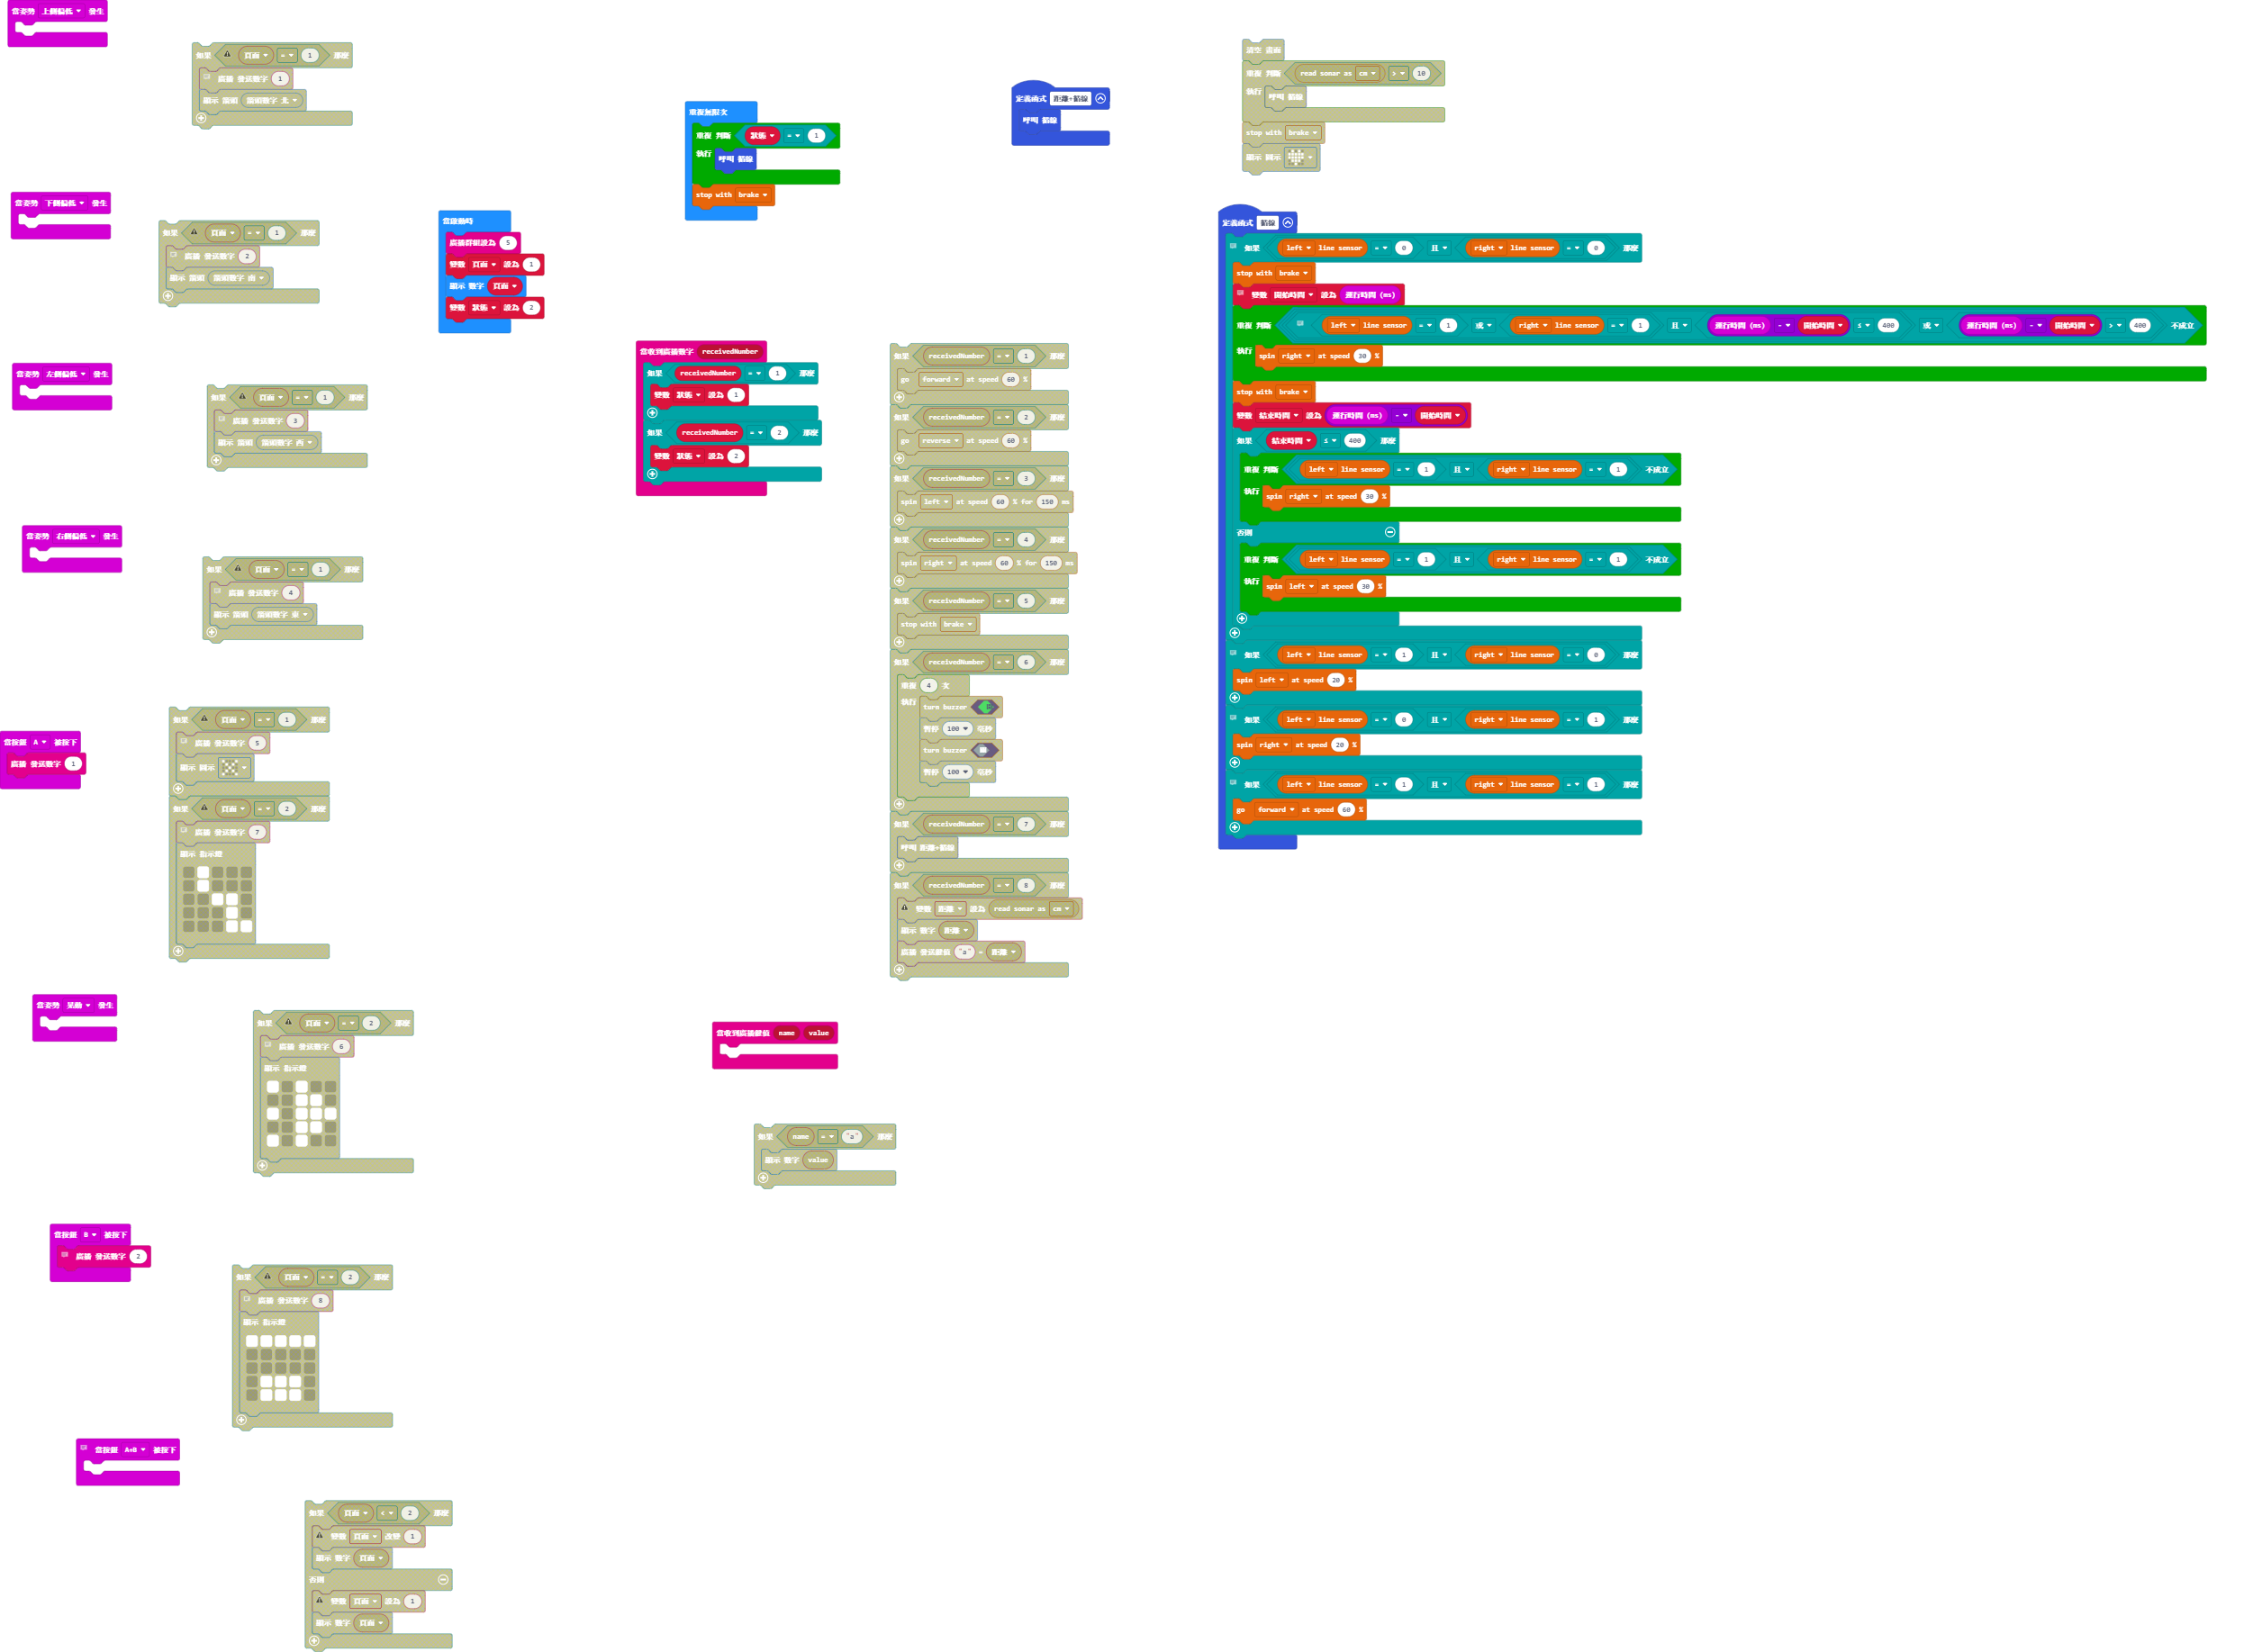 當姿勢 上側偏低 發生
如果 頁面 = 1 那麼
廣播 發送數字 1
顯示 箭頭 箭頭數字 北
當姿勢 下側偏低 發生
如果 頁面 = 1 那麼
廣播 發送數字 2
顯示 箭頭 箭頭數字 南
當姿勢 左側偏低 發生
如果 頁面 = 1 那麼
廣播 發送數字 3
顯示 箭頭 箭頭數字 西
當姿勢 右側偏低 發生
如果 頁面 = 1 那麼
廣播 發送數字 4
顯示 箭頭 箭頭數字 東
當按鈕 A 被按下
廣播 發送數字 1
如果 頁面 = 1 那麼
廣播 發送數字 5
顯示 圖示
如果 頁面 = 2 那麼
廣播 發送數字 7
顯示 指示燈
當姿勢 晃動 發生
如果 頁面 = 2 那麼
廣播 發送數字 6
顯示 指示燈
當按鈕 B 被按下
廣播 發送數字 2
如果 頁面 = 2 那麼
廣播 發送數字 8
顯示 指示燈
當按鈕 A+B 被按下
如果 頁面 < 2 那麼
變數 頁面 改變 1
顯示 數字 頁面
否則
變數 頁面 設為 1
顯示 數字 頁面
當啟動時
廣播群組設為 5
變數 頁面 設為 1
顯示 數字 頁面
變數 狀態 設為 2
重複無限次
重複 判斷 狀態 = 1
執行 呼叫 循線
stop with brake
當收到廣播數字 receivedNumber
如果 receivedNumber = 1 那麼
變數 狀態 設為 1
如果 receivedNumber = 2 那麼
變數 狀態 設為 2
如果 receivedNumber = 1 那麼
go forward at speed 60 %
如果 receivedNumber = 2 那麼
go reverse at speed 60 %
如果 receivedNumber = 3 那麼
spin left at speed 60 % for 150 ms
如果 receivedNumber = 4 那麼
spin right at speed 60 % for 150 ms
如果 receivedNumber = 5 那麼
stop with brake
如果 receivedNumber = 6 那麼
重複 4 次
執行 turn buzzer
暫停 100 毫秒
turn buzzer
暫停 100 毫秒
如果 receivedNumber = 7 那麼
呼叫 距離+循線
如果 receivedNumber = 8 那麼
變數 距離 設為 read sonar as cm
顯示 數字 距離
廣播 發送鍵值 "a" = 距離
當收到廣播鍵值 name value
如果 name = "a" 那麼
顯示 數字 value
定義函式 距離+循線
呼叫 循線
清空 畫面
重複 判斷 read sonar as cm > 10
執行 呼叫 循線
stop with brake
顯示 圖示
定義函式 循線
如果 left line sensor = 0 且 right line sensor = 0 那麼
stop with brake
變數 開始時間 設為 運行時間 (ms)
重複 判斷 left line sensor = 1 或 right line sensor = 1 且 運行時間 (ms) - 開始時間 ≤ 400 或 運行時間 (ms) - 開始時間 > 400 不成立
執行 spin right at speed 30 %
stop with brake
變數 結束時間 設為 運行時間 (ms) - 開始時間
如果 結束時間 ≤ 400 那麼
重複 判斷 left line sensor = 1 且 right line sensor = 1 不成立
執行 spin right at speed 30 %
否則
重複 判斷 left line sensor = 1 且 right line sensor = 1 不成立
執行 spin left at speed 30 %
如果 left line sensor = 1 且 right line sensor = 0 那麼
spin left at speed 20 %
如果 left line sensor = 0 且 right line sensor = 1 那麼
spin right at speed 20 %
如果 left line sensor = 1 且 right line sensor = 1 那麼
go forward at speed 60 %